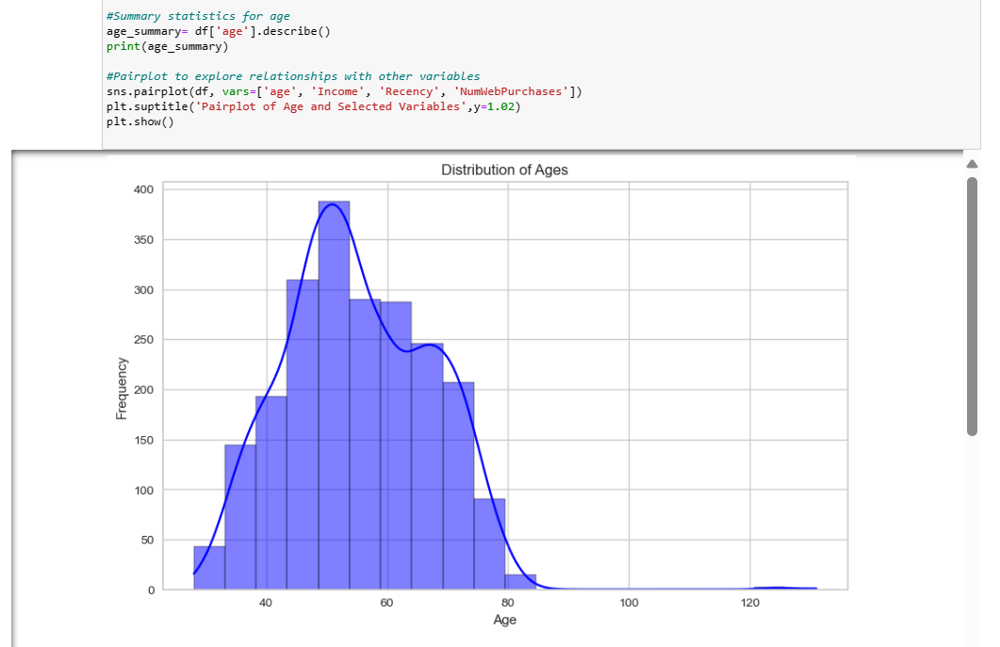 #Summary statistics for age
age_summary= df['age'].describe()
print(age_summary)
#Pairplot to explore relationships with other variables
sns.pairplot(df, vars=['age', 'Income', 'Recency', 'NumWebPurchases'])
plt.suptitle('Pairplot of Age and Selected Variables',y=1.02)
plt.show()
Distribution of Ages
400
350
300
250
200
150
100
50
0
Frequency
40 60 80 100 120
Age